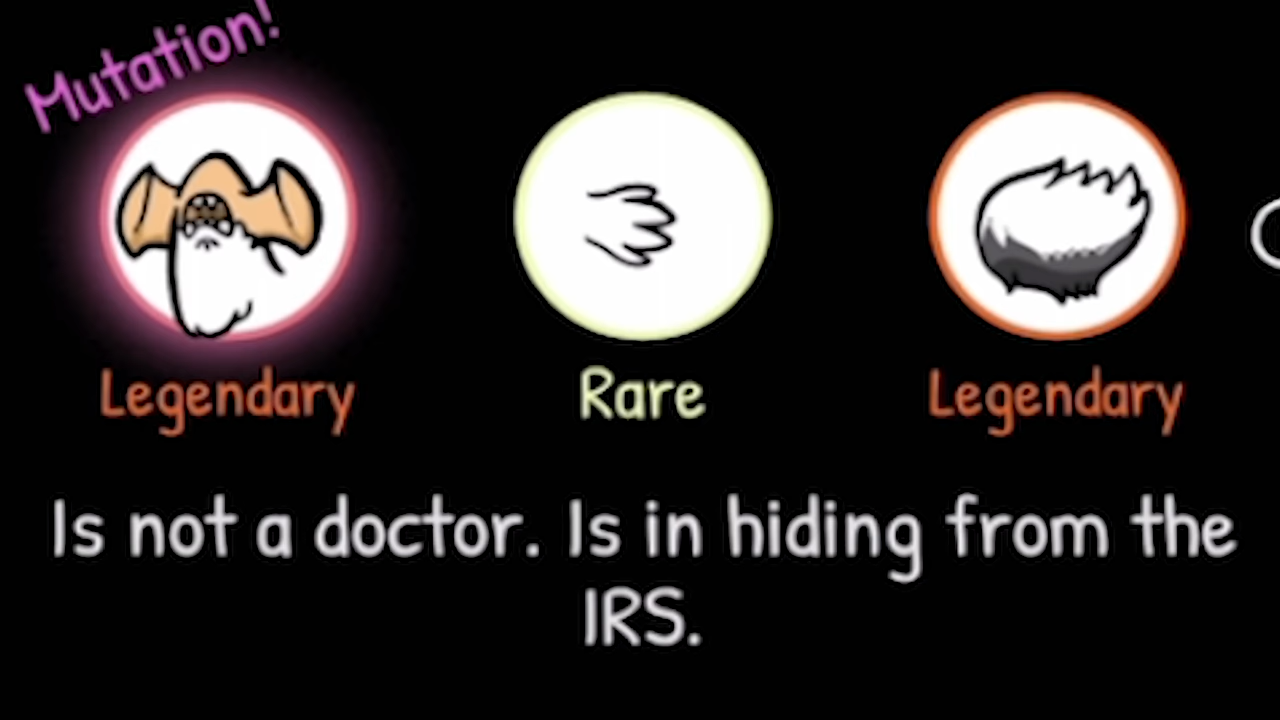 Mutation!
Legendary Rare Legendary
Is not a doctor. Is in hiding from the
IRS.